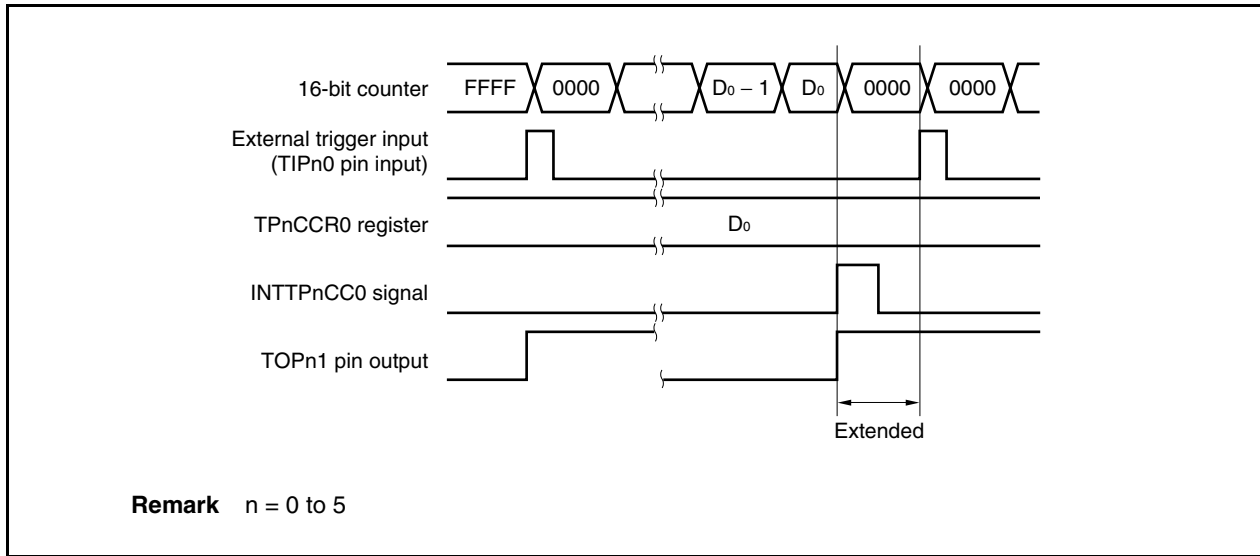 16-bit counter FFFF 0000 D0 − 1 D0 0000 0000
External trigger input
(TIPn0 pin input)
TPnCCR0 register D0
INTTPnCC0 signal
TOPn1 pin output
Extended
Remark n = 0 to 5